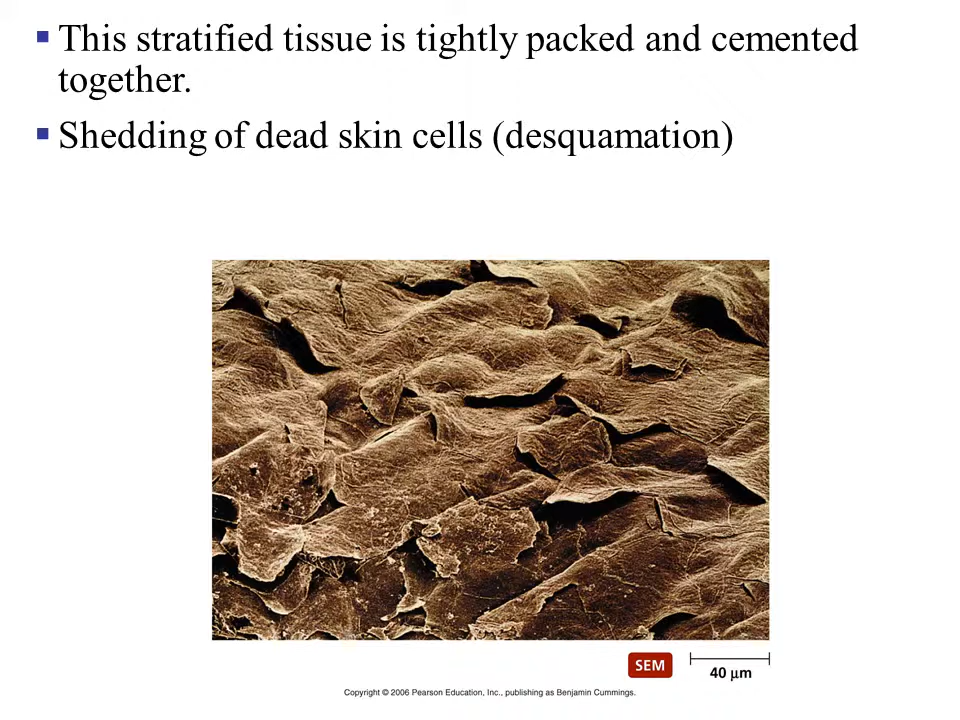 This stratified tissue is tightly packed and cemented
together.
Shedding of dead skin cells (desquamation)
SEM
40 μm
Copyright © 2006 Pearson Education, Inc., publishing as Benjamin Cummings.